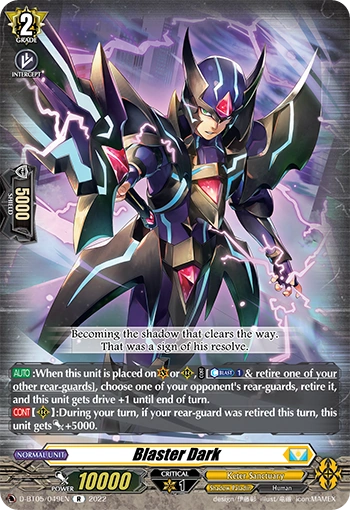 2
GRADE
INTERCEPT
5000
SHIELD
Becoming the shadow that clears the way.
That was a sign of his resolve.
AUTO :When this unit is placed on or , COST [ BLAST 1 & retire one of your
other rear-guards], choose one of your opponent's rear-guards, retire it,
and this unit gets drive +1 until end of turn.
CONT [ ]:During your turn, if your rear-guard was retired this turn, this
unit gets +5000.
NORMAL UNIT
Blaster Dark
POWER 10000
CRITICAL
1
Keter Sanctuary
Human
D-BT05/049EN R 2022